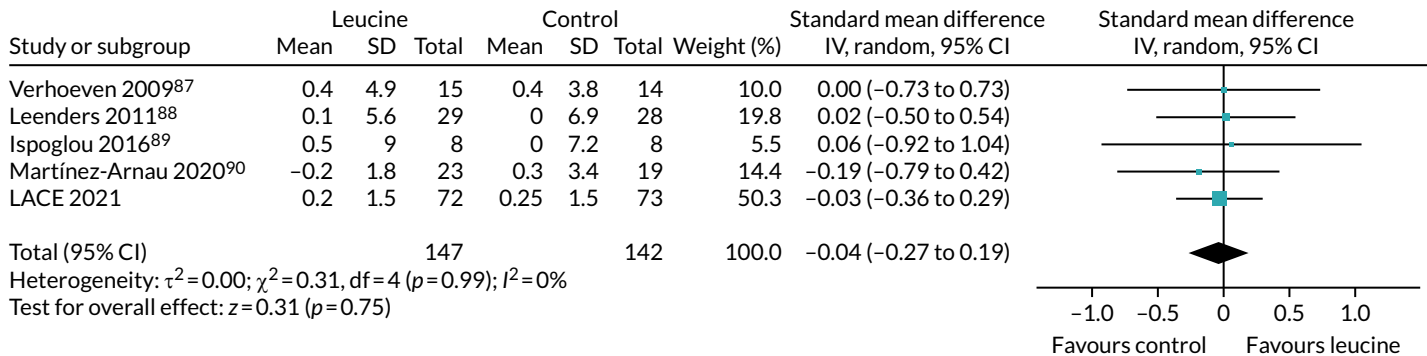 Leucine Control Standard mean difference Standard mean difference
Study or subgroup Mean SD Total Mean SD Total Weight (%) IV, random, 95% CI IV, random, 95% CI
Verhoeven 2009⁸⁷ 0.4 4.9 15 0.4 3.8 14 10.0 0.00 (−0.73 to 0.73)
Leenders 2011⁸⁸ 0.1 5.6 29 0 6.9 28 19.8 0.02 (−0.50 to 0.54)
Ispoglou 2016⁸⁹ 0.5 9 8 0 7.2 8 5.5 0.06 (−0.92 to 1.04)
Martínez-Arnau 2020⁹⁰ −0.2 1.8 23 0.3 3.4 19 14.4 −0.19 (−0.79 to 0.42)
LACE 2021 0.2 1.5 72 0.25 1.5 73 50.3 −0.03 (−0.36 to 0.29)
Total (95% CI) 147 142 100.0 −0.04 (−0.27 to 0.19)
Heterogeneity: τ²=0.00; χ²=0.31, df=4 (p=0.99); I²=0%
Test for overall effect: z=0.31 (p=0.75)
−1.0 −0.5 0 0.5 1.0
Favours control Favours leucine